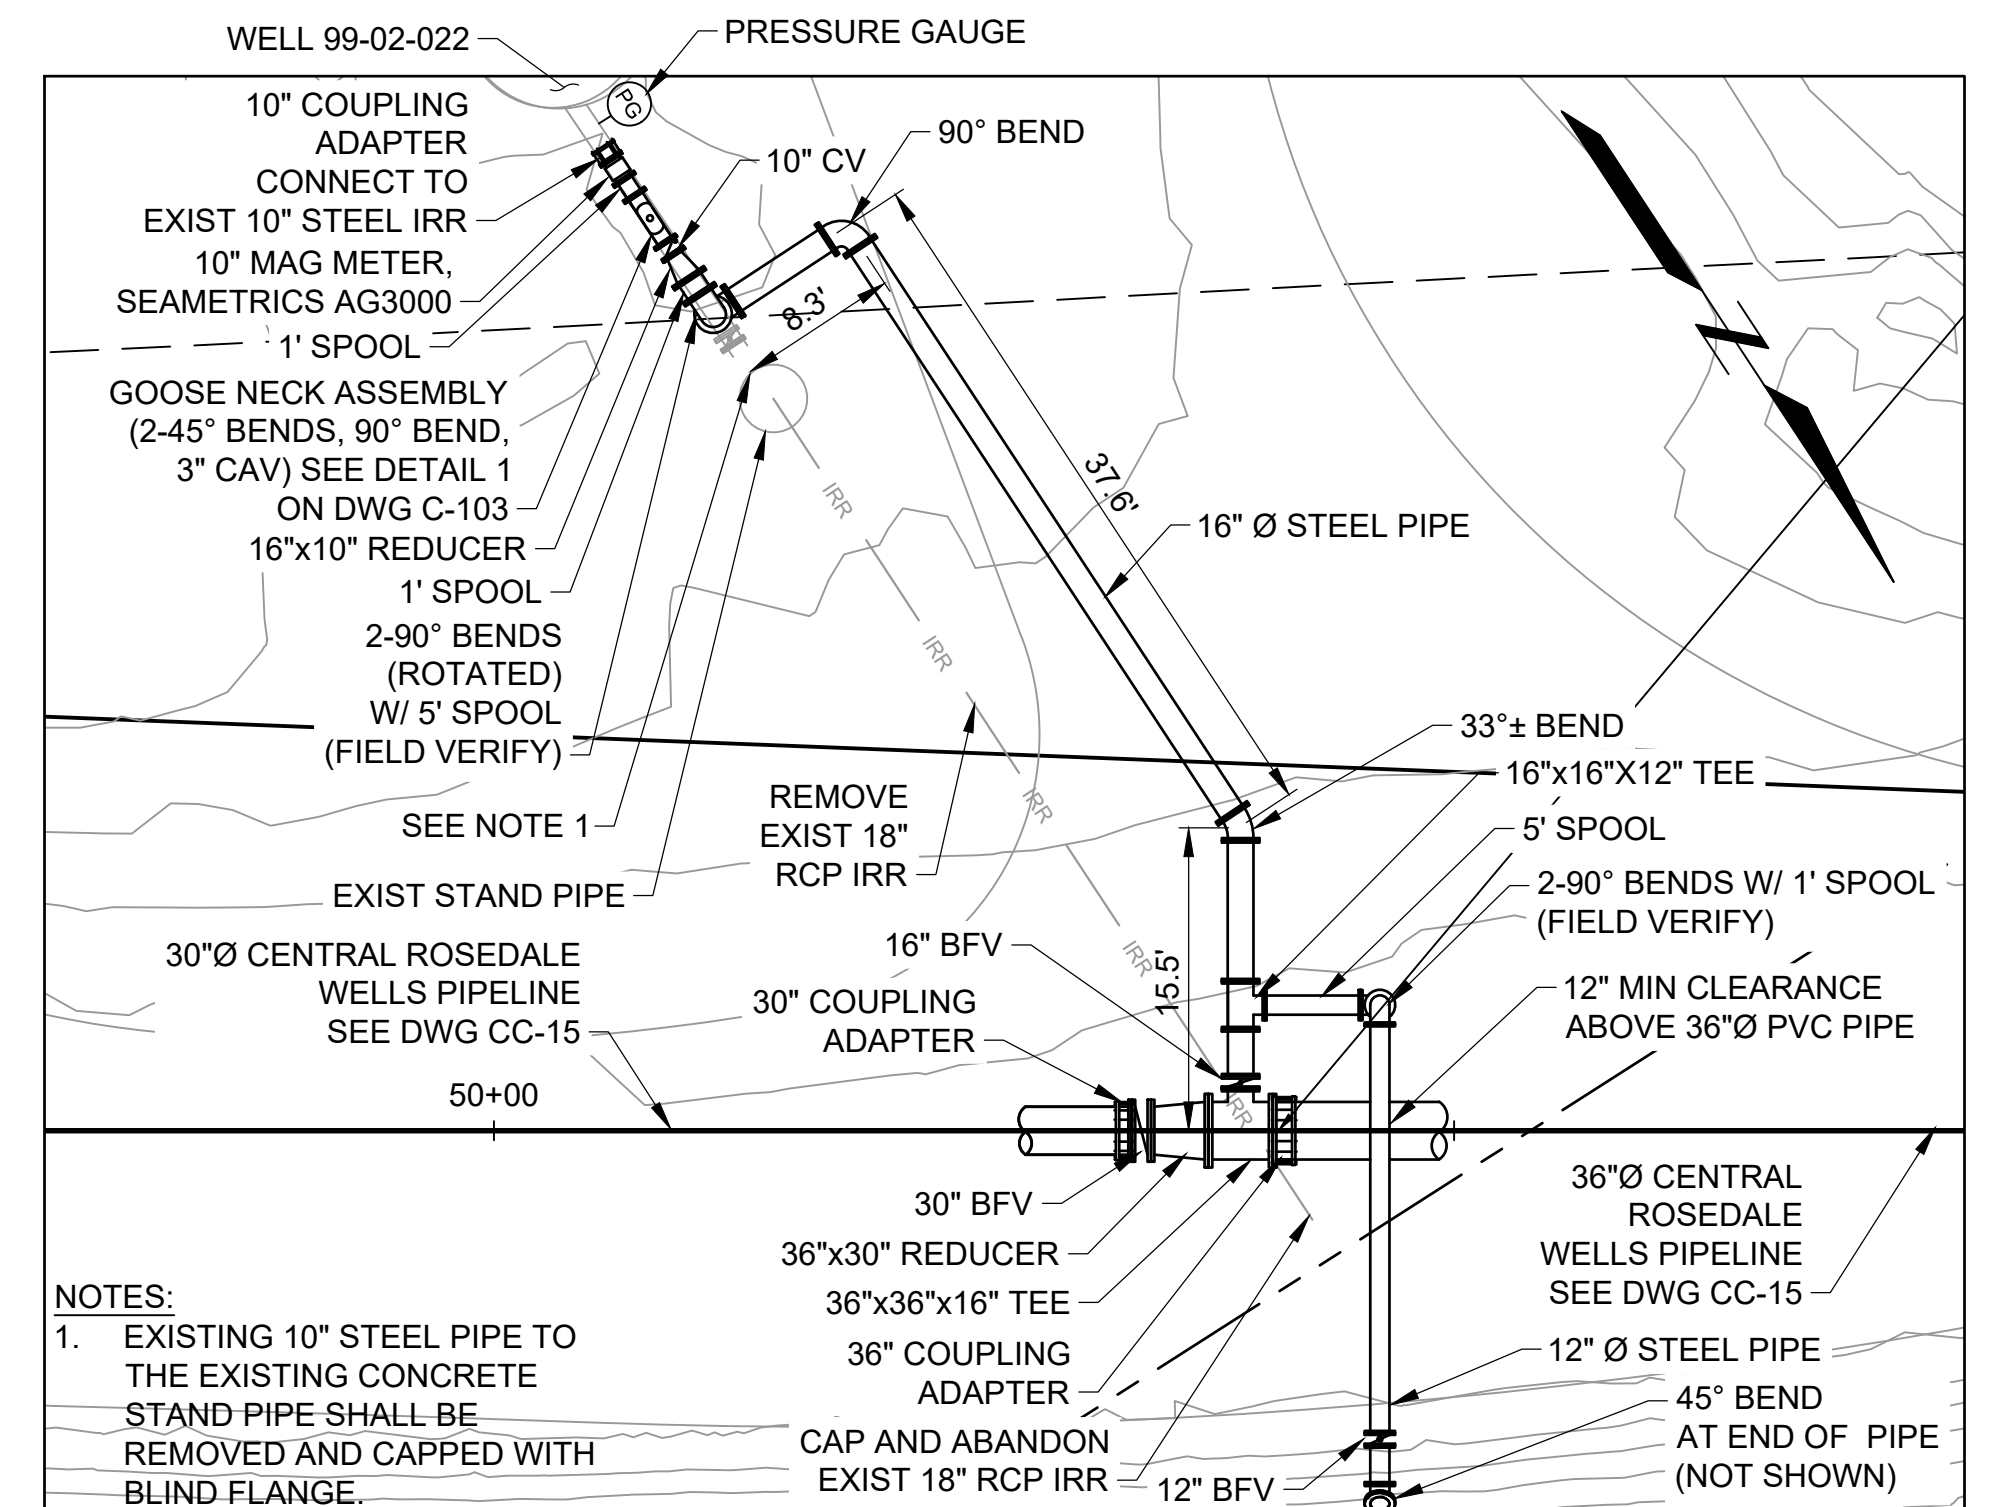 WELL 99-02-022
PRESSURE GAUGE
PG
10" COUPLING
ADAPTER
CONNECT TO
EXIST 10" STEEL IRR
10" CV
90° BEND
10" MAG METER,
SEAMETRICS AG3000
1' SPOOL
8.3'
GOOSE NECK ASSEMBLY
(2-45° BENDS, 90° BEND,
3" CAV) SEE DETAIL 1
ON DWG C-103
16"x10" REDUCER
1' SPOOL
2-90° BENDS
(ROTATED)
W/ 5' SPOOL
(FIELD VERIFY)
SEE NOTE 1
EXIST STAND PIPE
IRR
IRR
IRR
IRR
IRR
37.6'
16" Ø STEEL PIPE
REMOVE
EXIST 18"
RCP IRR
33°± BEND
16"x16"X12" TEE
5' SPOOL
2-90° BENDS W/ 1' SPOOL
(FIELD VERIFY)
12" MIN CLEARANCE
ABOVE 36"Ø PVC PIPE
15.5'
30"Ø CENTRAL ROSEDALE
WELLS PIPELINE
SEE DWG CC-15
16" BFV
30" COUPLING
ADAPTER
50+00
30" BFV
36"x30" REDUCER
36"x36"x16" TEE
36" COUPLING
ADAPTER
CAP AND ABANDON
EXIST 18" RCP IRR
36"Ø CENTRAL
ROSEDALE
WELLS PIPELINE
SEE DWG CC-15
12" Ø STEEL PIPE
45° BEND
AT END OF PIPE
(NOT SHOWN)
12" BFV
NOTES:
1. EXISTING 10" STEEL PIPE TO
THE EXISTING CONCRETE
STAND PIPE SHALL BE
REMOVED AND CAPPED WITH
BLIND FLANGE.